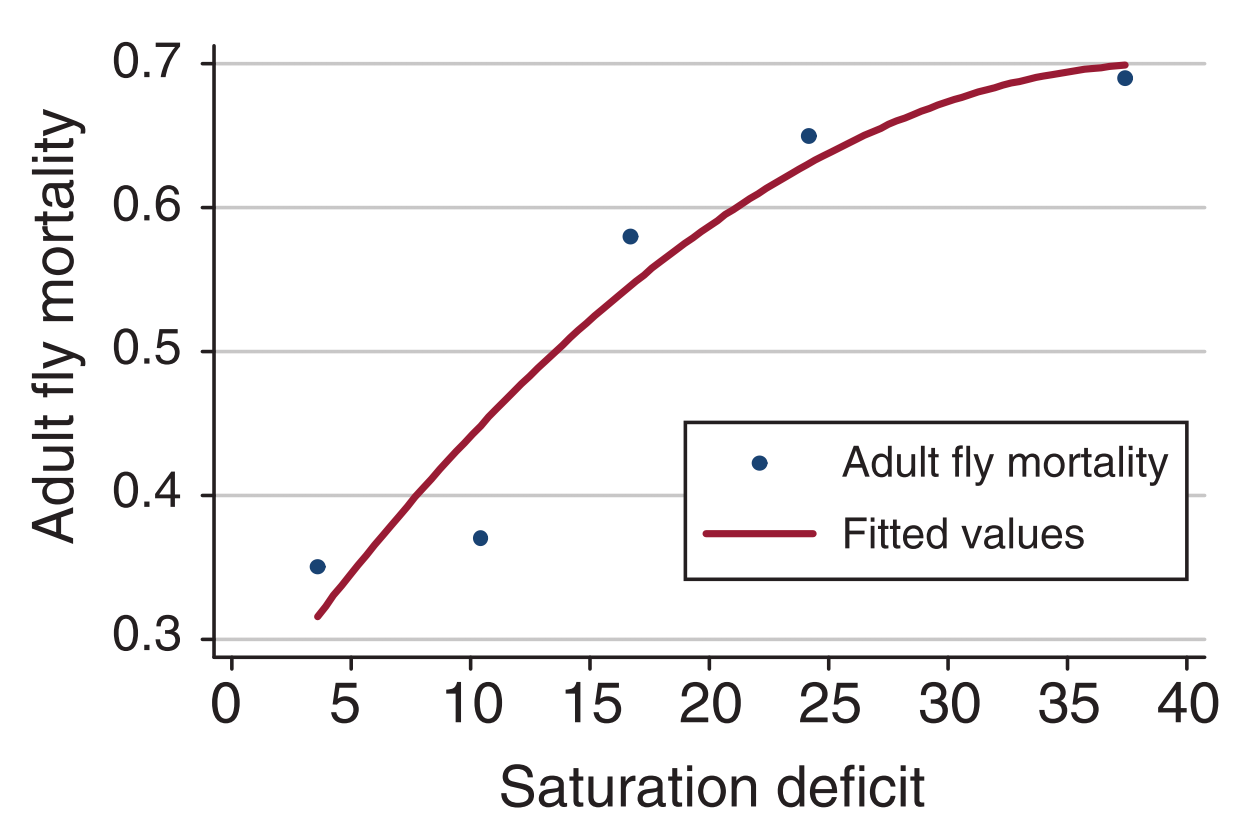 Adult fly mortality
0.7
0.6
0.5
0.4
0.3
Adult fly mortality
Fitted values
0 5 10 15 20 25 30 35 40
Saturation deficit